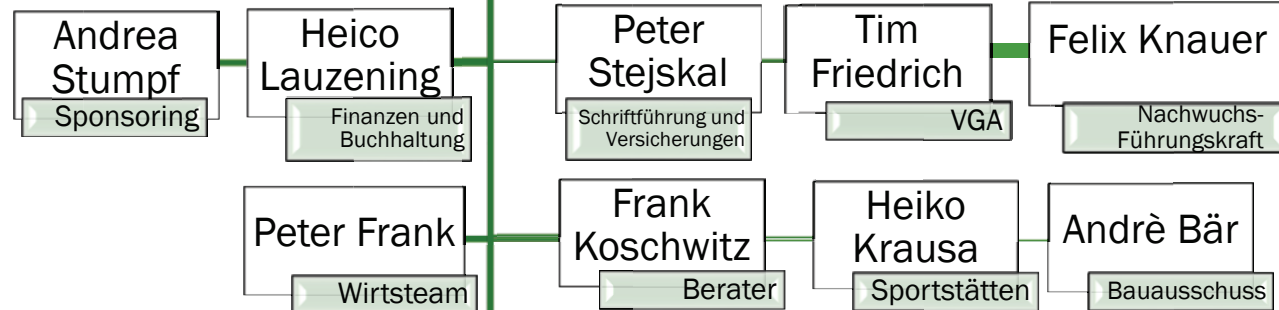 Andrea
Stumpf
Sponsoring
Heico
Lauzening
Finanzen und
Buchhaltung
Peter
Stejskal
Schriftführung und
Versicherungen
Tim
Friedrich
VGA
Felix Knauer
Nachwuchs-
Führungskraft
Peter Frank
Wirtsteam
Frank
Koschwitz
Berater
Heiko
Krausa
Sportstätten
Andrè Bär
Bauausschuss